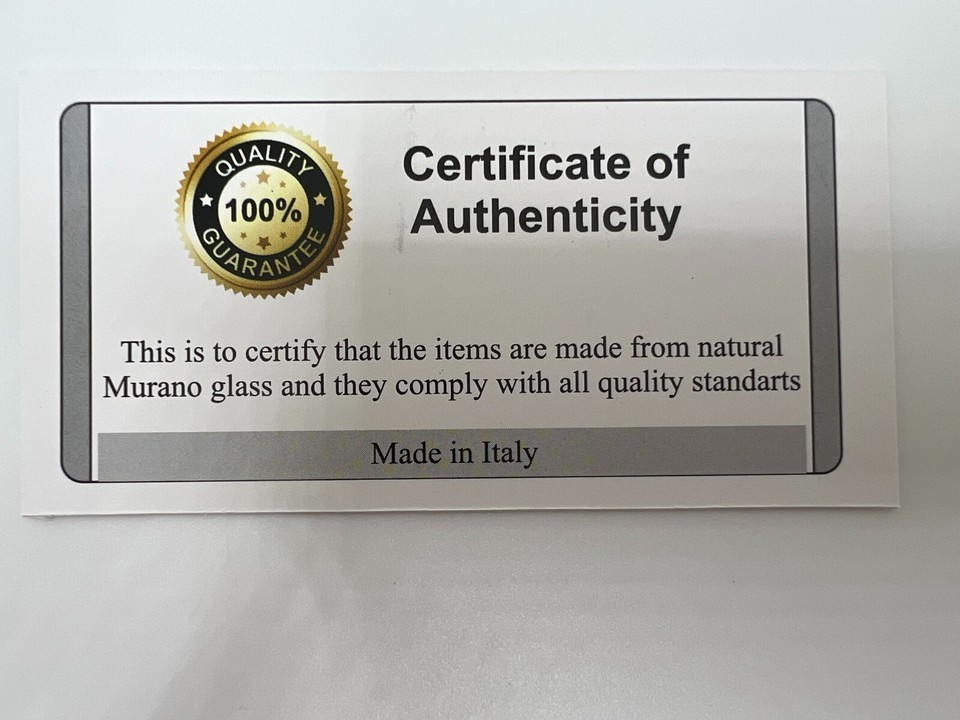 QUALITY
100%
GUARANTEE
Certificate of
Authenticity
This is to certify that the items are made from natural
Murano glass and they comply with all quality standarts
Made in Italy